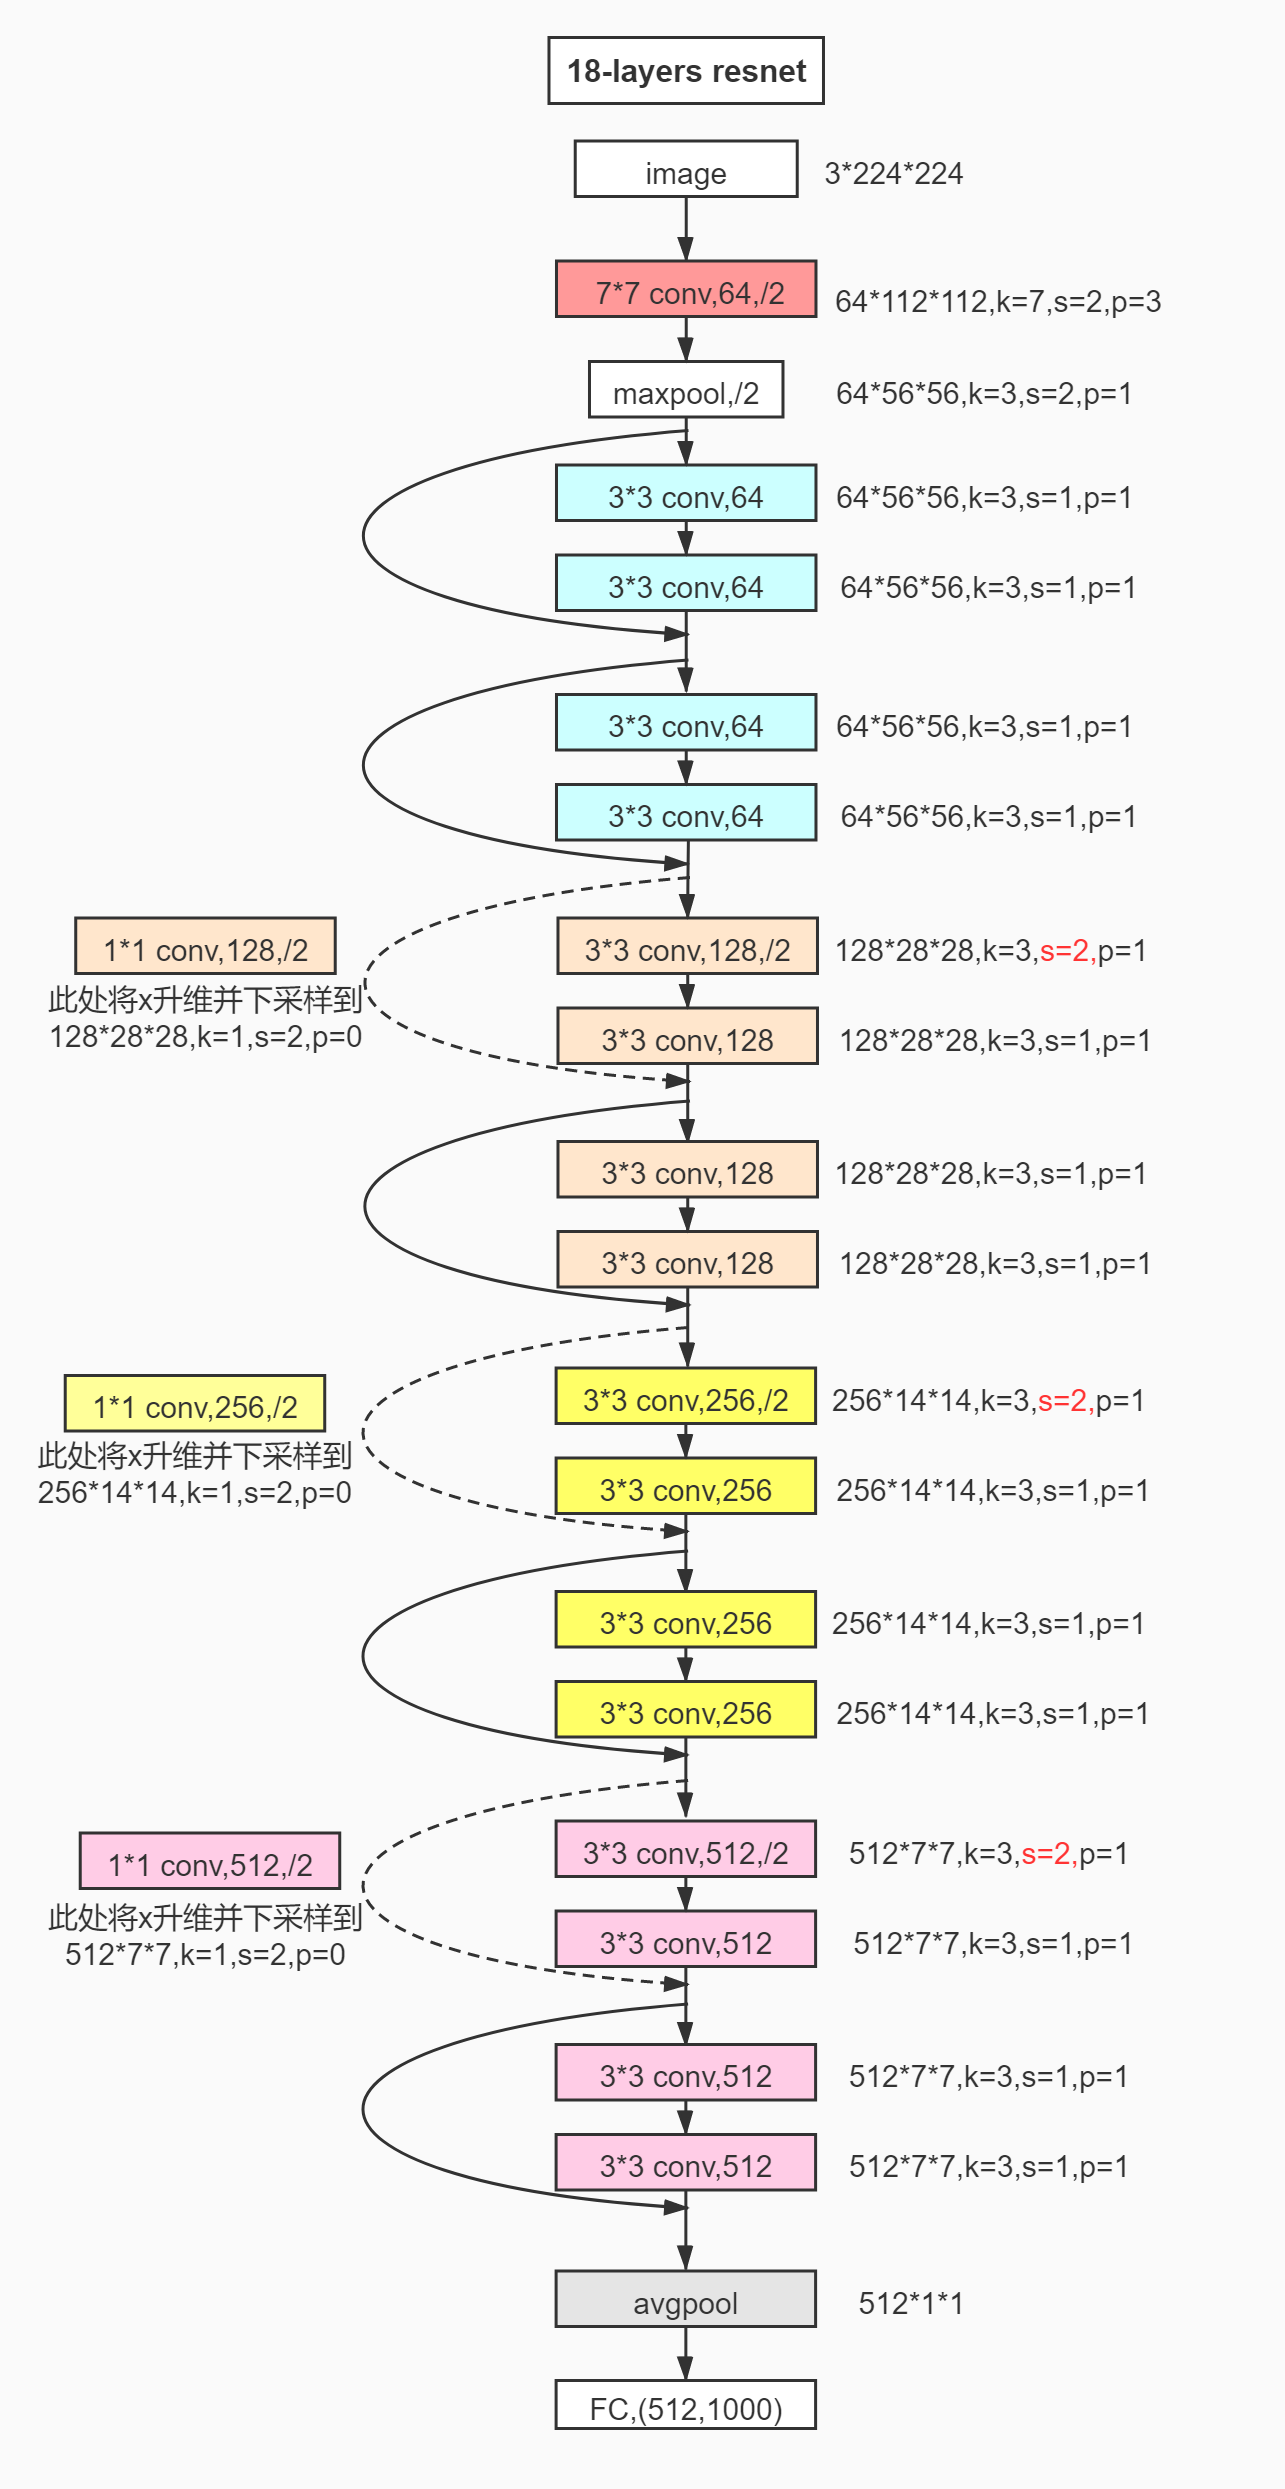 18-layers resnet
image
3*224*224
7*7 conv,64,/2
64*112*112,k=7,s=2,p=3
maxpool,/2
64*56*56,k=3,s=2,p=1
3*3 conv,64
64*56*56,k=3,s=1,p=1
3*3 conv,64
64*56*56,k=3,s=1,p=1
3*3 conv,64
64*56*56,k=3,s=1,p=1
3*3 conv,64
64*56*56,k=3,s=1,p=1
1*1 conv,128,/2
此处将x升维并下采样到
128*28*28,k=1,s=2,p=0
3*3 conv,128,/2
128*28*28,k=3,s=2,p=1
3*3 conv,128
128*28*28,k=3,s=1,p=1
3*3 conv,128
128*28*28,k=3,s=1,p=1
3*3 conv,128
128*28*28,k=3,s=1,p=1
1*1 conv,256,/2
此处将x升维并下采样到
256*14*14,k=1,s=2,p=0
3*3 conv,256,/2
256*14*14,k=3,s=2,p=1
3*3 conv,256
256*14*14,k=3,s=1,p=1
3*3 conv,256
256*14*14,k=3,s=1,p=1
3*3 conv,256
256*14*14,k=3,s=1,p=1
1*1 conv,512,/2
此处将x升维并下采样到
512*7*7,k=1,s=2,p=0
3*3 conv,512,/2
512*7*7,k=3,s=2,p=1
3*3 conv,512
512*7*7,k=3,s=1,p=1
3*3 conv,512
512*7*7,k=3,s=1,p=1
3*3 conv,512
512*7*7,k=3,s=1,p=1
avgpool
512*1*1
FC,(512,1000)